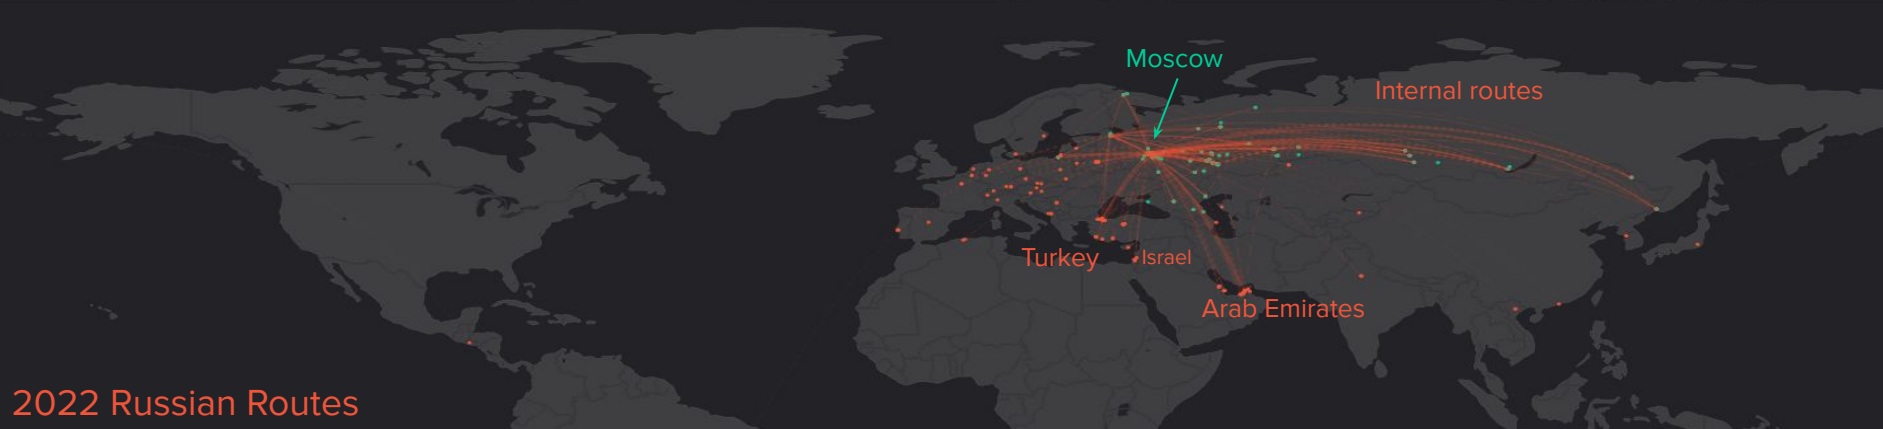 Moscow
Internal routes
Turkey
Israel
Arab Emirates
2022 Russian Routes